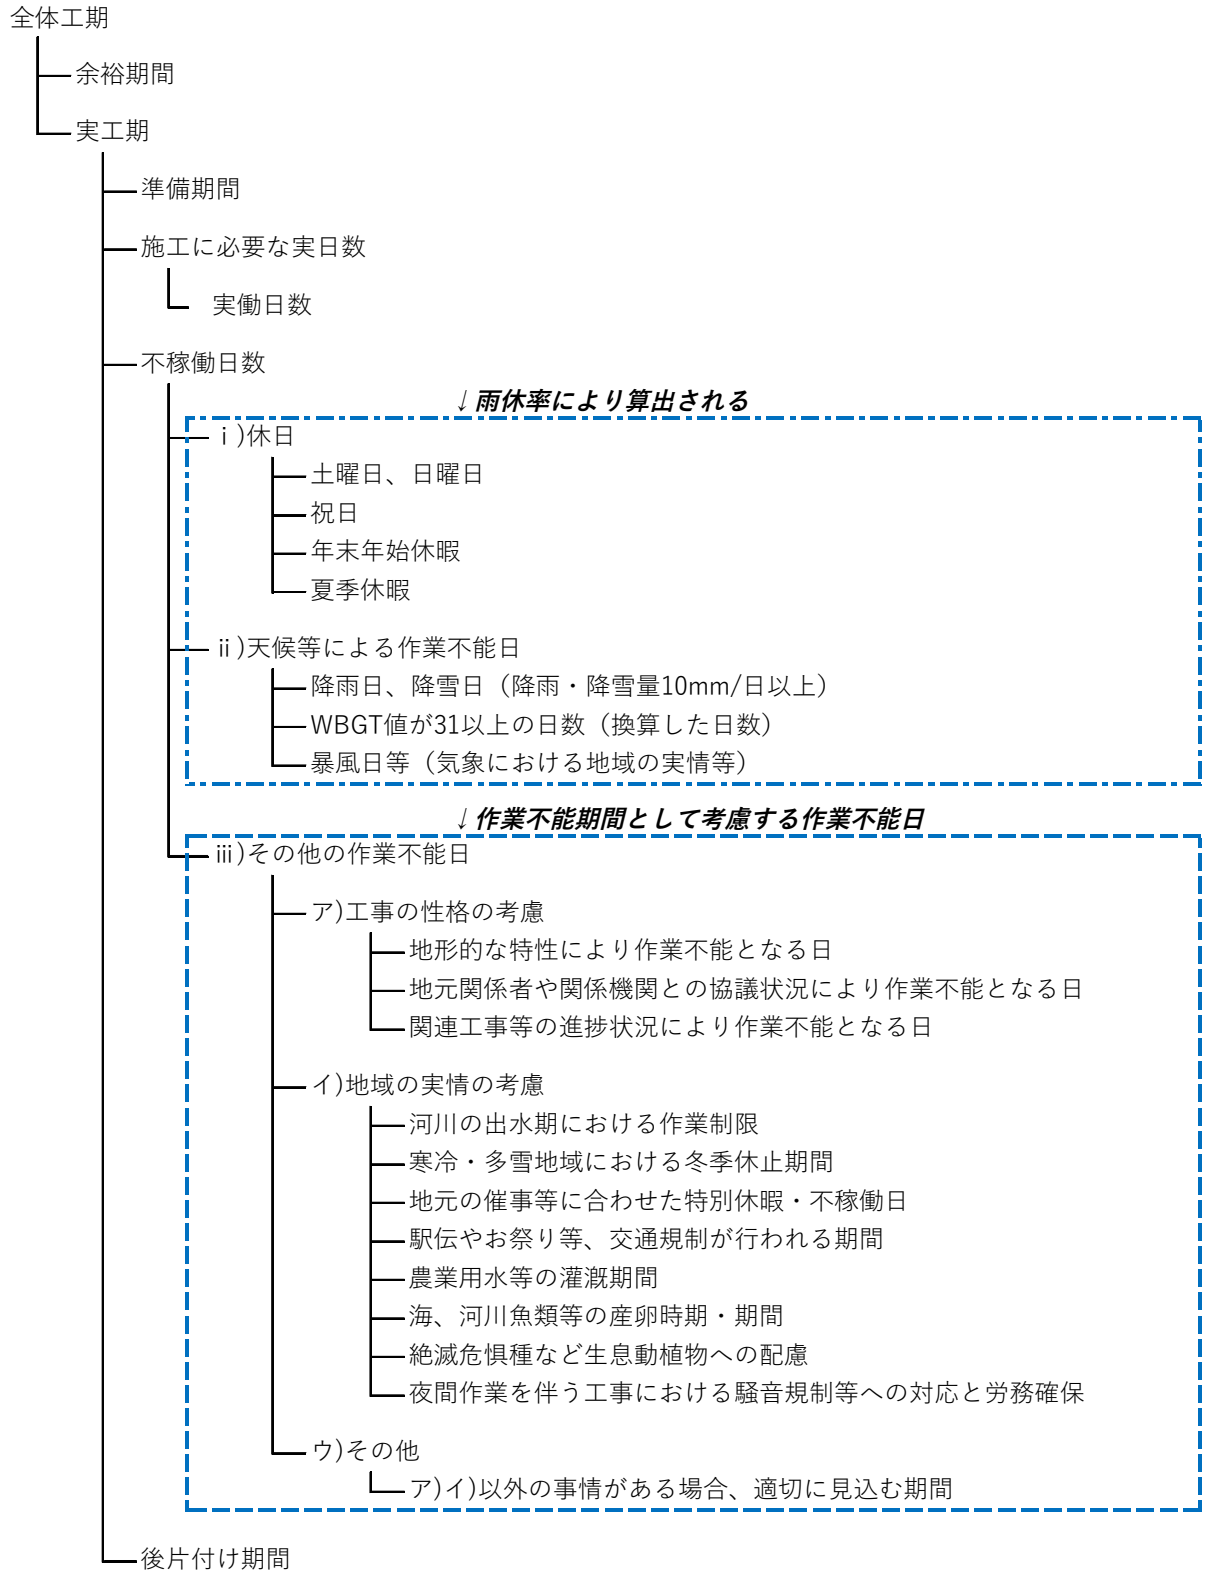 全体工期
余裕期間
実工期
準備期間
施工に必要な実日数
実働日数
不稼働日数
↓雨休率により算出される
ⅰ)休日
土曜日、日曜日
祝日
年末年始休暇
夏季休暇
ⅱ)天候等による作業不能日
降雨日、降雪日（降雨・降雪量10mm/日以上）
WBGT値が31以上の日数（換算した日数）
暴風日等（気象における地域の実情等）
↓作業不能期間として考慮する作業不能日
ⅲ)その他の作業不能日
ア)工事の性格の考慮
地形的な特性により作業不能となる日
地元関係者や関係機関との協議状況により作業不能となる日
関連工事等の進捗状況により作業不能となる日
イ)地域の実情の考慮
河川の出水期における作業制限
寒冷・多雪地域における冬季休止期間
地元の催事等に合わせた特別休暇・不稼働日
駅伝やお祭り等、交通規制が行われる期間
農業用水等の灌漑期間
海、河川魚類等の産卵時期・期間
絶滅危惧種など生息動植物への配慮
夜間作業を伴う工事における騒音規制等への対応と労務確保
ウ)その他
ア)イ)以外の事情がある場合、適切に見込む期間
後片付け期間